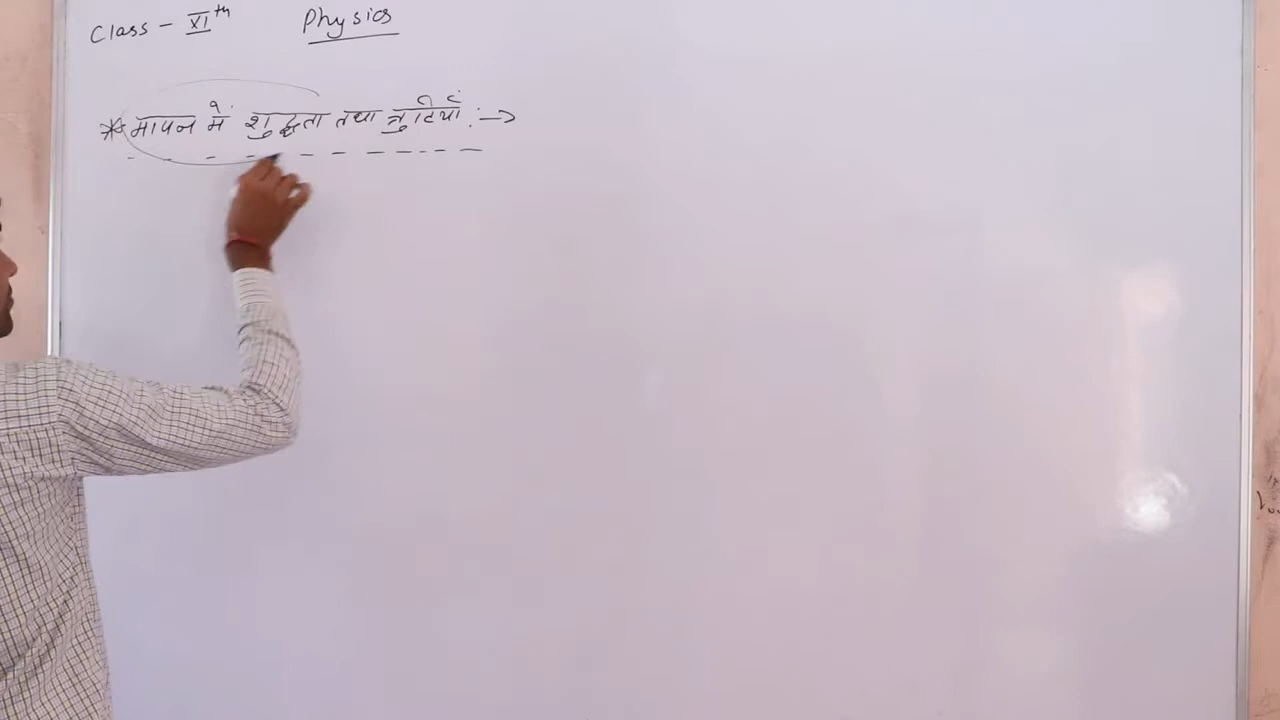 Class - XIth Physics
* मापन में शुद्धता तथा त्रुटियां :→